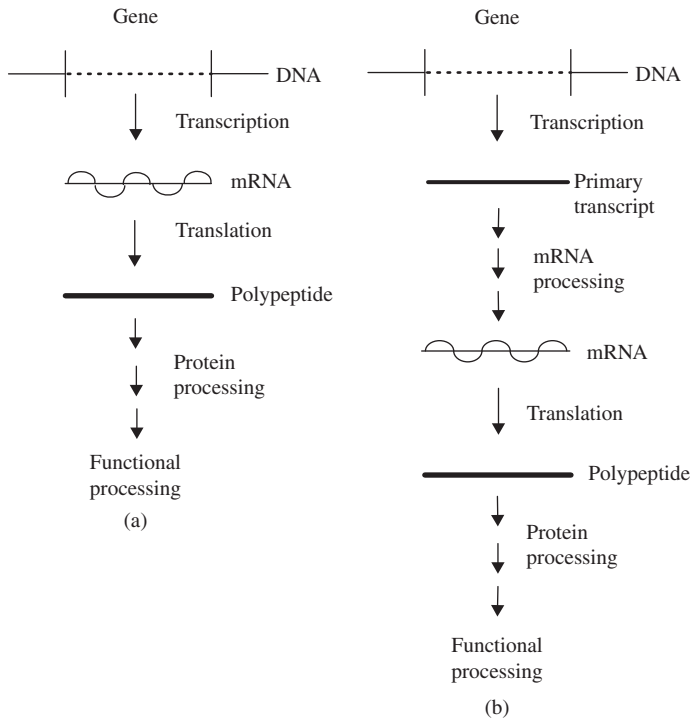 Gene
DNA
Transcription
mRNA
Translation
Polypeptide
Protein
processing
Functional
processing
(a)
Gene
DNA
Transcription
Primary
transcript
mRNA
processing
mRNA
Translation
Polypeptide
Protein
processing
Functional
processing
(b)